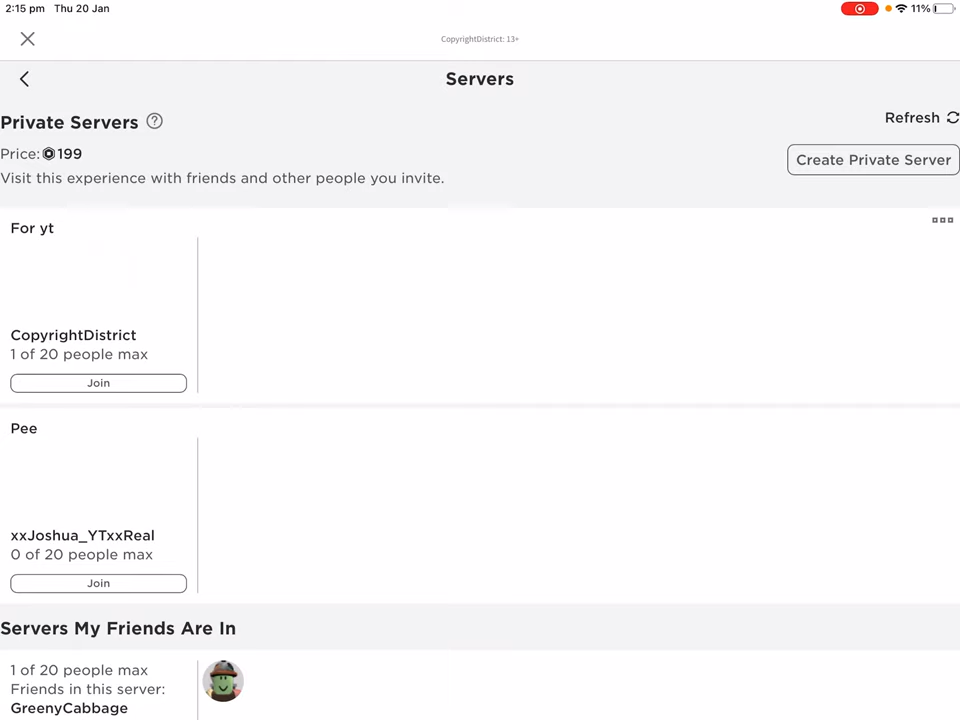 2:15 pm Thu 20 Jan 11%
CopyrightDistrict: 13+
Servers
Private Servers ?
Refresh
Price: 199
Create Private Server
Visit this experience with friends and other people you invite.
For yt
CopyrightDistrict
1 of 20 people max
Join
Pee
xxJoshua_YTxxReal
0 of 20 people max
Join
Servers My Friends Are In
1 of 20 people max
Friends in this server:
GreenyCabbage